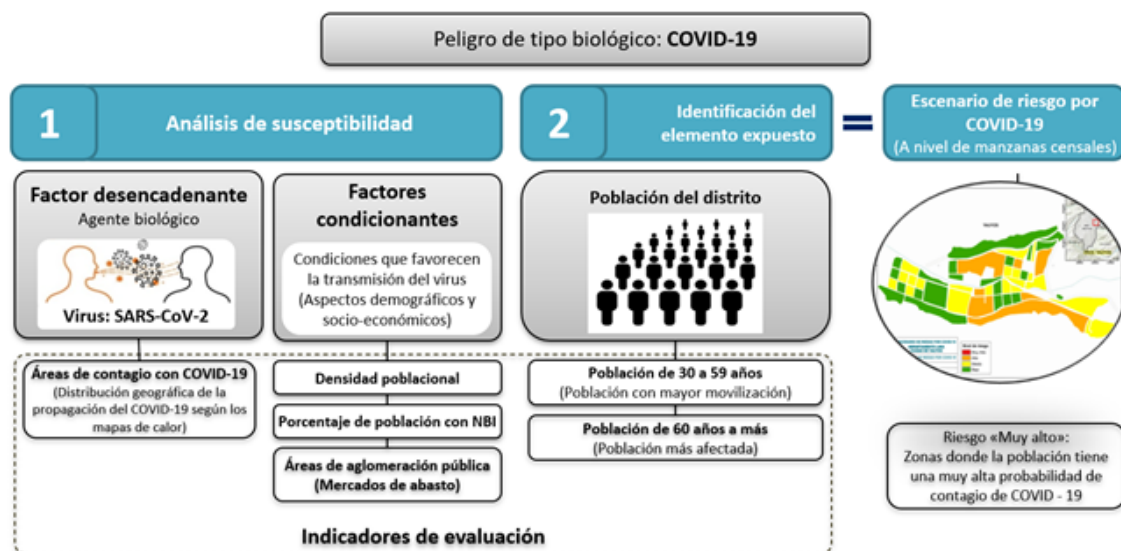 Peligro de tipo biológico: COVID-19
1
Análisis de susceptibilidad
2
Identificación del
elemento expuesto
=
Escenario de riesgo por
COVID-19
(A nivel de manzanas censales)
Factor desencadenante
Agente biológico
Virus: SARS-CoV-2
Factores
condicionantes
Condiciones que favorecen
la transmisión del virus
(Aspectos demográficos y
socio-económicos)
Población del distrito
Áreas de contagio con COVID-19
(Distribución geográfica de la
propagación del COVID-19 según los
mapas de calor)
Densidad poblacional
Porcentaje de población con NBI
Áreas de aglomeración pública
(Mercados de abasto)
Población de 30 a 59 años
(Población con mayor movilización)
Población de 60 años a más
(Población más afectada)
Indicadores de evaluación
Riesgo «Muy alto»:
Zonas donde la población tiene
una muy alta probabilidad de
contagio de COVID - 19